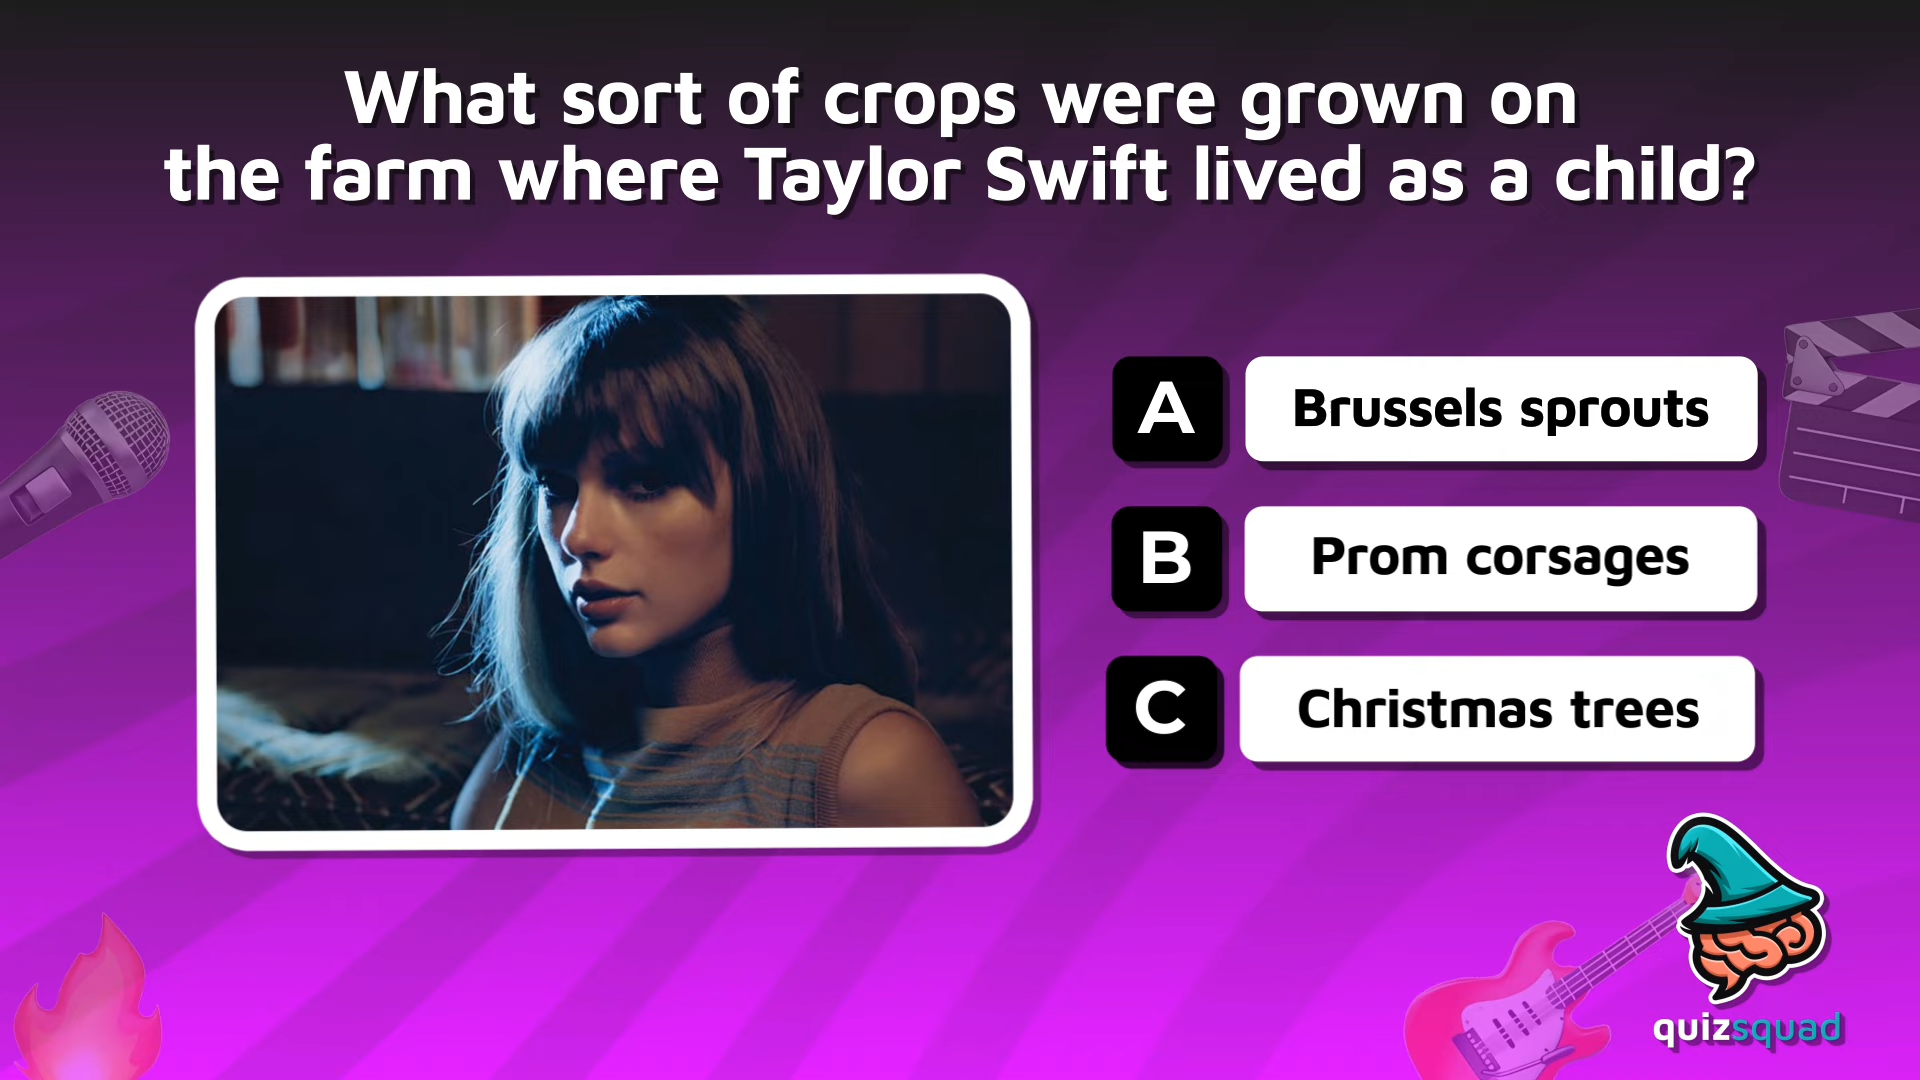 What sort of crops were grown on
the farm where Taylor Swift lived as a child?
A Brussels sprouts
B Prom corsages
C Christmas trees
quizsquad